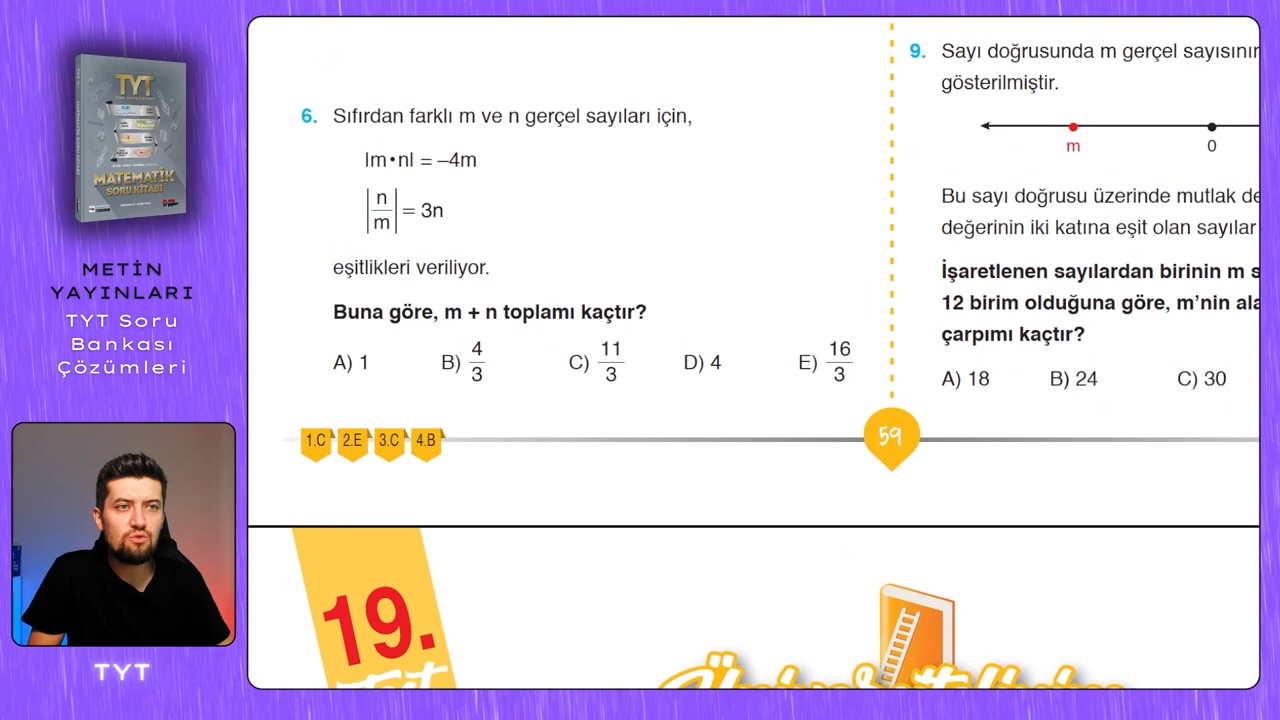 TYT
MATEMATİK
SORU KİTABI
METİN
YAYINLARI
TYT Soru
Bankası
Çözümleri
TYT
6. Sıfırdan farklı m ve n gerçel sayıları için,
|m•n| = –4m
|n/m| = 3n
eşitlikleri veriliyor.
Buna göre, m + n toplamı kaçtır?
A) 1 B) 4/3 C) 11/3 D) 4 E) 16/3
1.C 2.E 3.C 4.B
59
9. Sayı doğrusunda m gerçel sayısının
gösterilmiştir.
m 0
Bu sayı doğrusu üzerinde mutlak de
değerinin iki katına eşit olan sayılar
İşaretlenen sayılardan birinin m s
12 birim olduğuna göre, m'nin ala
çarpımı kaçtır?
A) 18 B) 24 C) 30
19.
Test